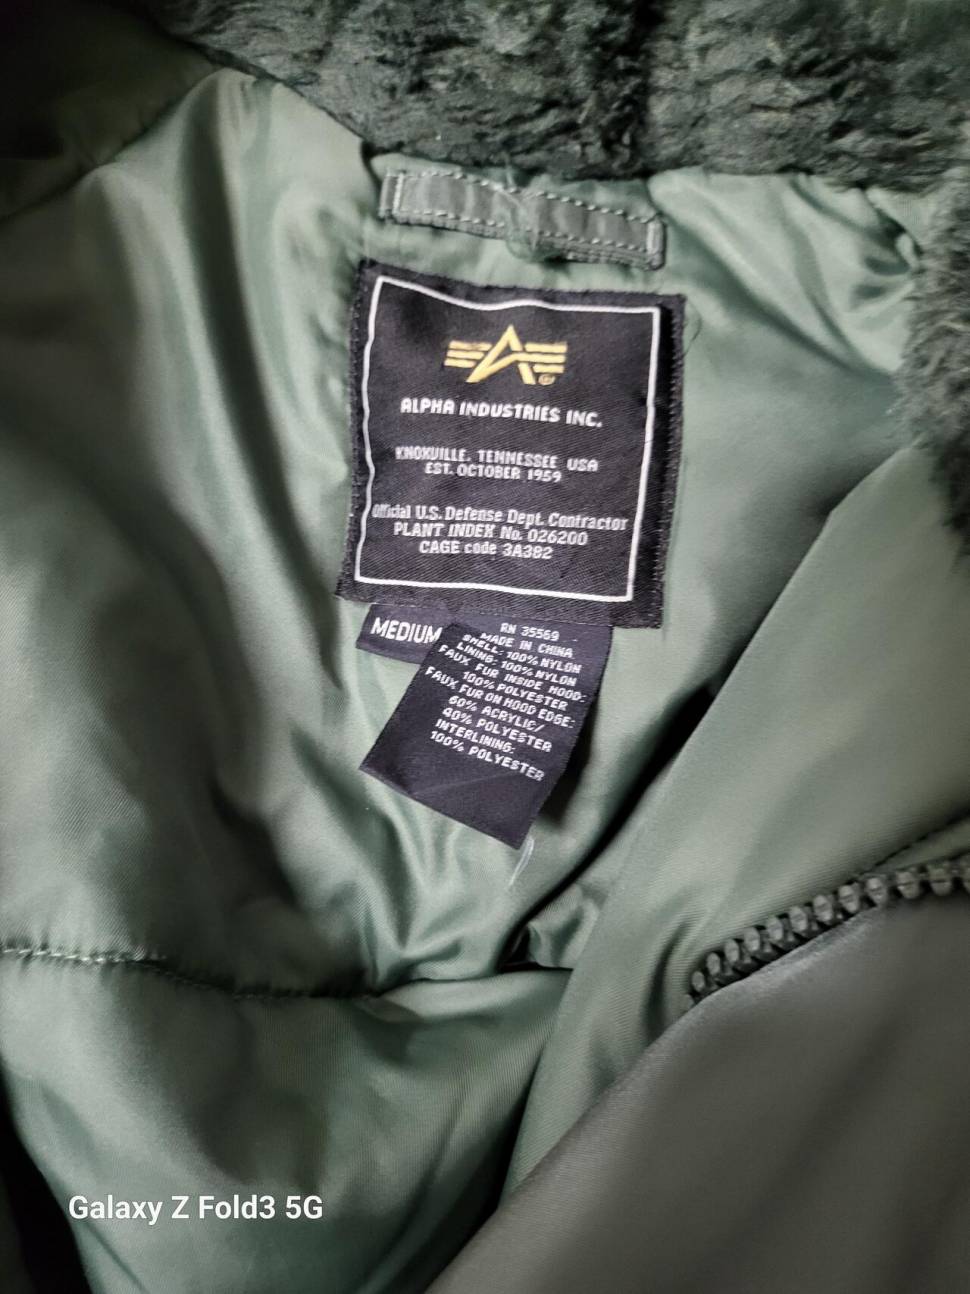 ALPHA INDUSTRIES INC.
KNOXVILLE, TENNESSEE USA
EST. OCTOBER 1959
Official U.S. Defense Dept. Contractor
PLANT INDEX No. 026200
CAGE code 3A382
MEDIUM
RN 35569
MADE IN CHINA
SHELL: 100% NYLON
LINING: 100% NYLON
FAUX FUR INSIDE HOOD:
100% POLYESTER
FAUX FUR ON HOOD EDGE:
60% ACRYLIC/
40% POLYESTER
INTERLINING:
100% POLYESTER
Galaxy Z Fold3 5G